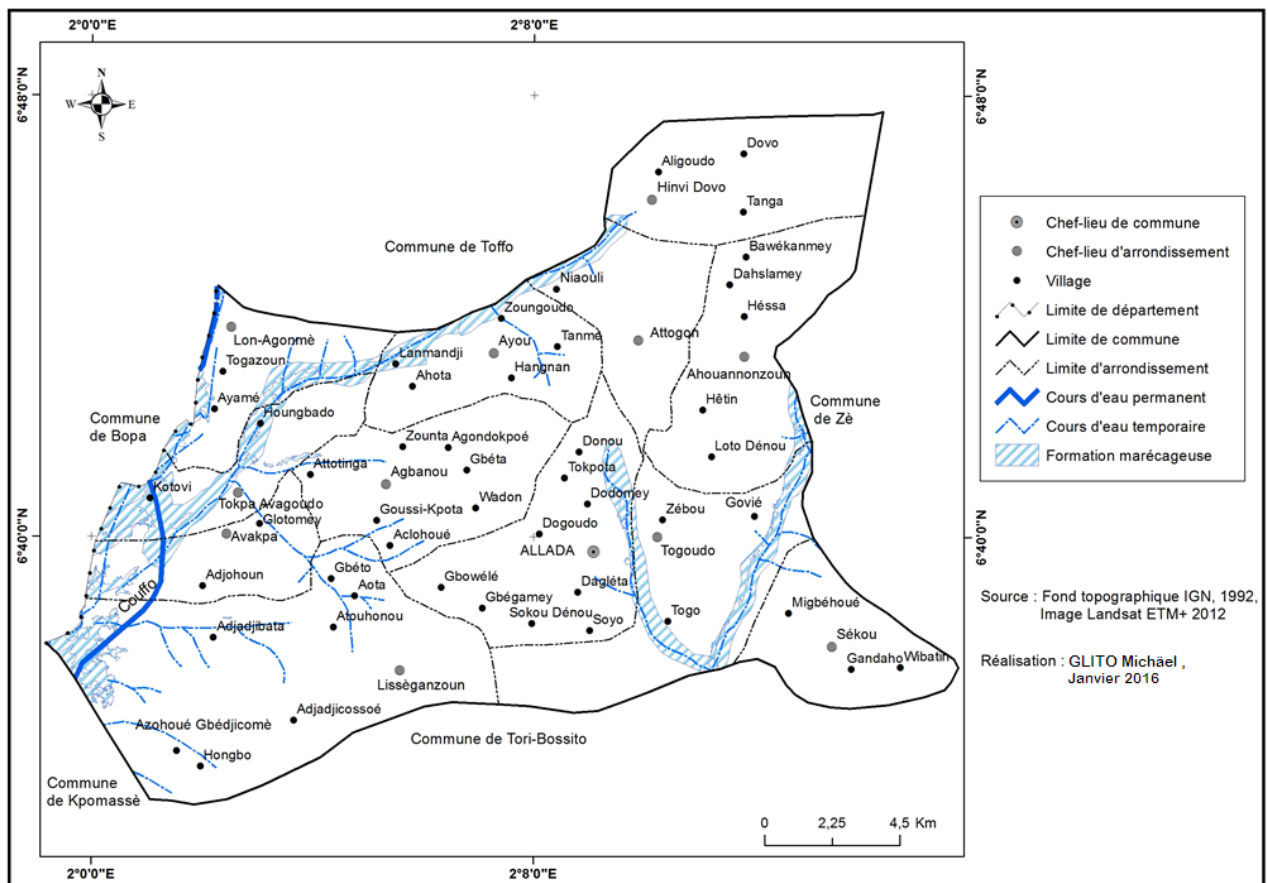 2°0'0"E
2°8'0"E
6°48'0"N
6°48'0"N
N
W
E
S
Dovo
Aligoudo
Hinvi Dovo
Tanga
Commune de Toffo
Bawékanmey
Niaouli
Dahslamey
Zoungoudo
Héssa
Lon-Agonmè
Ayou
Tanmè
Attogon
Togazoun
Lanmandji
Hangnan
Ahouannonzoun
Ahota
Ayamé
Hêtin
Commune
de Zè
Commune
de Bopa
Houngbado
Zounta
Agondokpoé
Donou
Loto Dénou
Attotinga
Gbéta
Agbanou
Tokpota
Kotovi
Tokpa Avagoudo
Wadon
Dodomey
Zébou
Govié
Glotomey
Goussi-Kpota
Dogoudo
Avakpa
Aclohoué
ALLADA
Togoudo
6°40'0"N
6°40'0"N
Couffo
Adjohoun
Gbéto
Aota
Gbowélé
Dagléta
Gbégamey
Migbéhoué
Adjadjibata
Atouhonou
Sokou Dénou
Soyo
Togo
Sékou
Gandaho
Wibatin
Lissèganzoun
Adjadjicossoé
Azohoué Gbédjicomè
Hongbo
Commune de Tori-Bossito
Commune
de Kpomassè
0
2,25
4,5 Km
2°0'0"E
2°8'0"E
Chef-lieu de commune
Chef-lieu d'arrondissement
Village
Limite de département
Limite de commune
Limite d'arrondissement
Cours d'eau permanent
Cours d'eau temporaire
Formation marécageuse
Source : Fond topographique IGN, 1992,
Image Landsat ETM+ 2012
Réalisation : GLITO Michäel ,
Janvier 2016